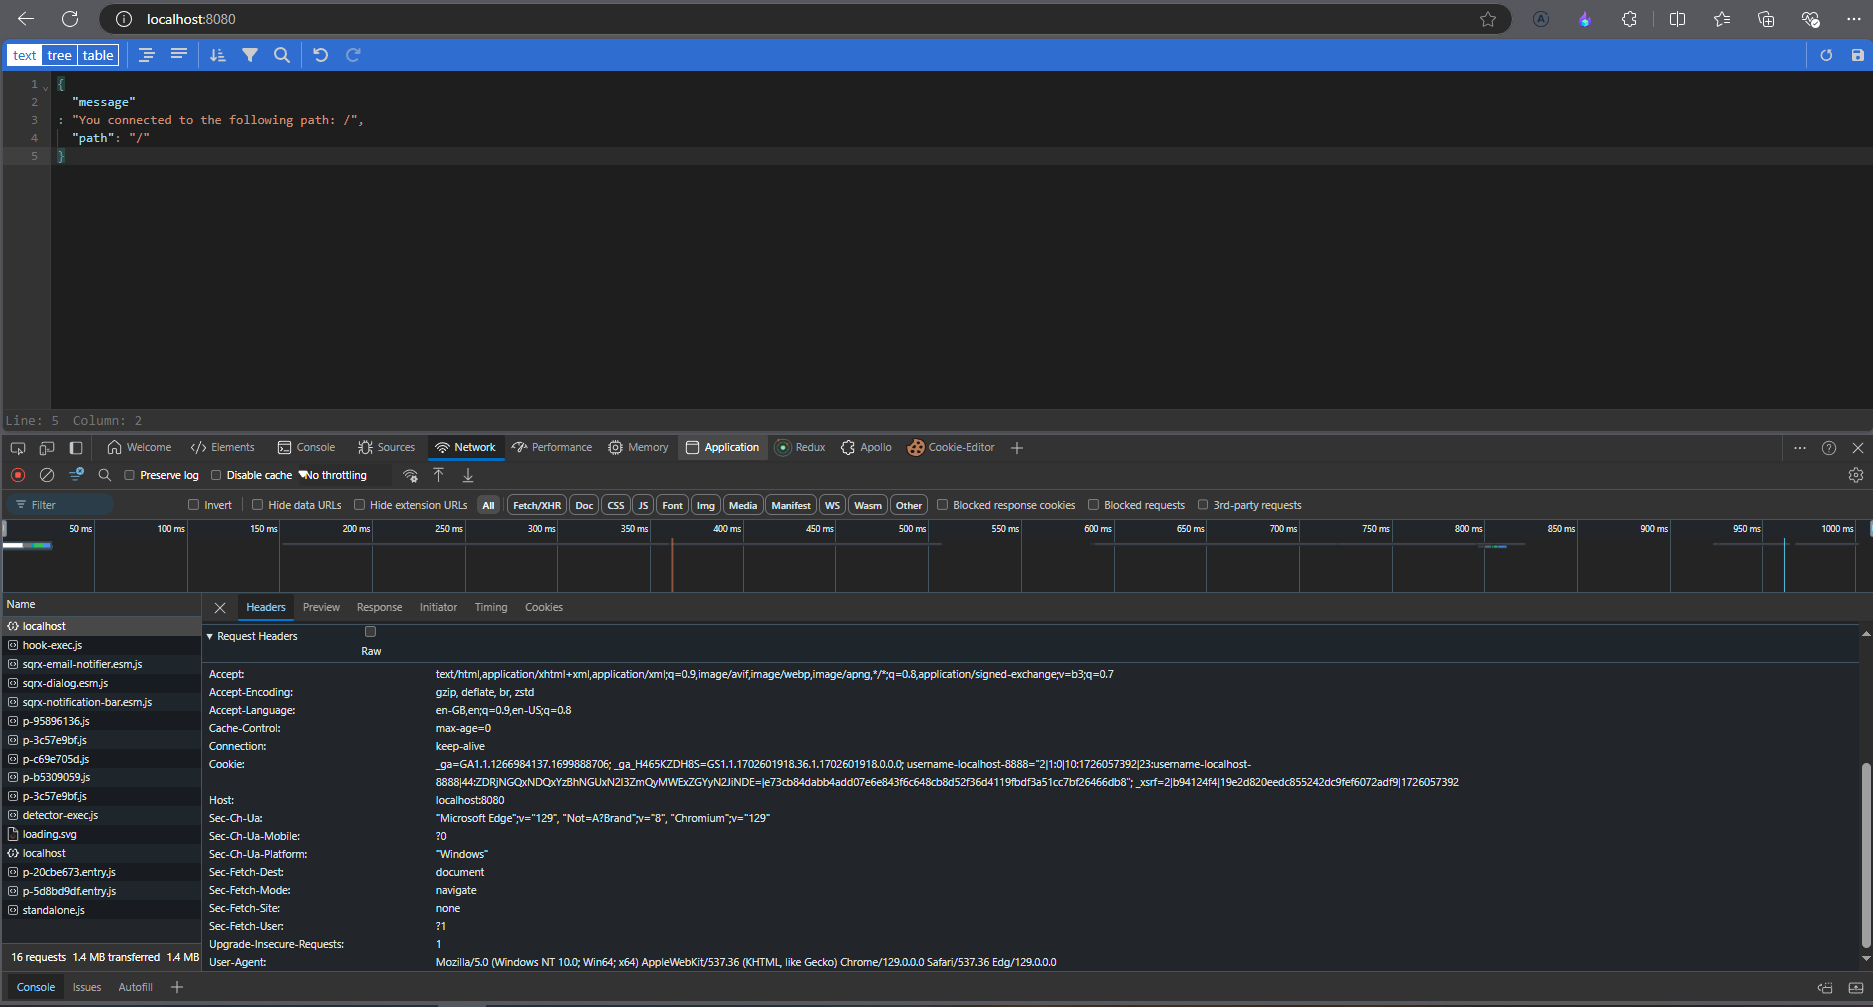 localhost:8080
text tree table
1 {
2 "message"
3 : "You connected to the following path: /",
4 "path": "/"
5 }
Line: 5 Column: 2
Welcome Elements Console Sources Network Performance Memory Application Redux Apollo Cookie-Editor
Preserve log Disable cache No throttling
Filter Invert Hide data URLs Hide extension URLs All Fetch/XHR Doc CSS JS Font Img Media Manifest WS Wasm Other Blocked response cookies Blocked requests 3rd-party requests
50 ms 100 ms 150 ms 200 ms 250 ms 300 ms 350 ms 400 ms 450 ms 500 ms 550 ms 600 ms 650 ms 700 ms 750 ms 800 ms 850 ms 900 ms 950 ms 1000 ms
Name
localhost
hook-exec.js
sqrx-email-notifier.esm.js
sqrx-dialog.esm.js
sqrx-notification-bar.esm.js
p-95896136.js
p-3c57e9bf.js
p-c69e705d.js
p-b5309059.js
p-3c57e9bf.js
detector-exec.js
loading.svg
localhost
p-20cbe673.entry.js
p-5d8bd9df.entry.js
standalone.js
16 requests 1.4 MB transferred 1.4 MB
Headers Preview Response Initiator Timing Cookies
Request Headers
Raw
Accept: text/html,application/xhtml+xml,application/xml;q=0.9,image/avif,image/webp,image/apng,*/*;q=0.8,application/signed-exchange;v=b3;q=0.7
Accept-Encoding: gzip, deflate, br, zstd
Accept-Language: en-GB,en;q=0.9,en-US;q=0.8
Cache-Control: max-age=0
Connection: keep-alive
Cookie: _ga=GA1.1.1266984137.1699888706; _ga_H465KZDH8S=GS1.1.1702601918.36.1.1702601918.0.0.0; username-localhost-8888="2|1:0|10:1726057392|23:username-localhost-
8888|44:ZDRjNGQxNDQxYzBhNGUxN2I3ZmQyMWExZGYyN2JiNDE=|e73cb84dabb4add07e6e843f6c648cb8d52f36d4119fbdf3a51cc7bf26466db8"; _xsrf=2|b94124f4|19e2d820eedc855242dc9fef6072adf9|1726057392
Host: localhost:8080
Sec-Ch-Ua: "Microsoft Edge";v="129", "Not=A?Brand";v="8", "Chromium";v="129"
Sec-Ch-Ua-Mobile: ?0
Sec-Ch-Ua-Platform: "Windows"
Sec-Fetch-Dest: document
Sec-Fetch-Mode: navigate
Sec-Fetch-Site: none
Sec-Fetch-User: ?1
Upgrade-Insecure-Requests: 1
User-Agent: Mozilla/5.0 (Windows NT 10.0; Win64; x64) AppleWebKit/537.36 (KHTML, like Gecko) Chrome/129.0.0.0 Safari/537.36 Edg/129.0.0.0
Console Issues Autofill